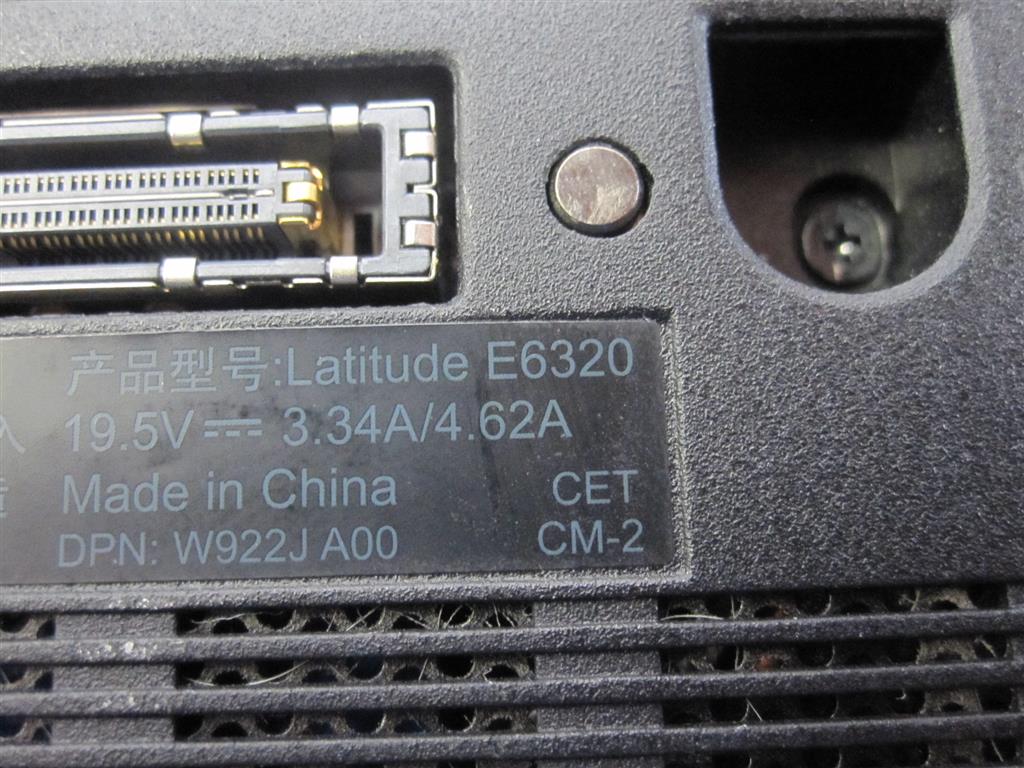 产品型号:Latitude E6320
入 19.5V⎓3.34A/4.62A
Made in China CET
DPN: W922J A00 CM-2